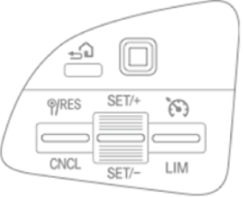 /RES SET/+
CNCL SET/− LIM